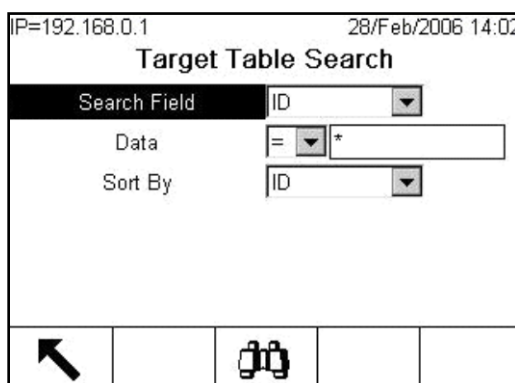 IP=192.168.0.1 28/Feb/2006 14:02
Target Table Search
Search Field ID
Data = *
Sort By ID